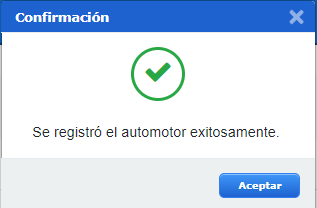 Confirmación
Se registró el automotor exitosamente.
Aceptar